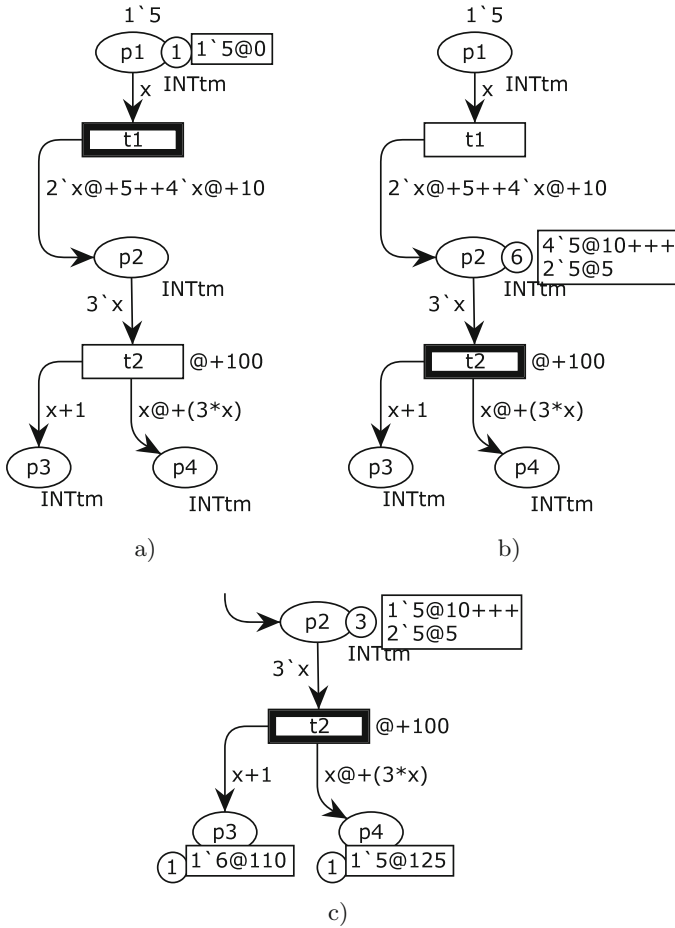 1`5
p1
1
1`5@0
INTtm
x
t1
2`x@+5++4`x@+10
p2
INTtm
3`x
t2
@+100
x+1
x@+(3*x)
p3
p4
INTtm
INTtm
a)
1`5
p1
INTtm
x
t1
2`x@+5++4`x@+10
p2
6
4`5@10+++
2`5@5
INTtm
3`x
t2
@+100
x+1
x@+(3*x)
p3
p4
INTtm
INTtm
b)
p2
3
1`5@10+++
2`5@5
INTtm
3`x
t2
@+100
x+1
x@+(3*x)
p3
p4
1
1`6@110
1
1`5@125
c)